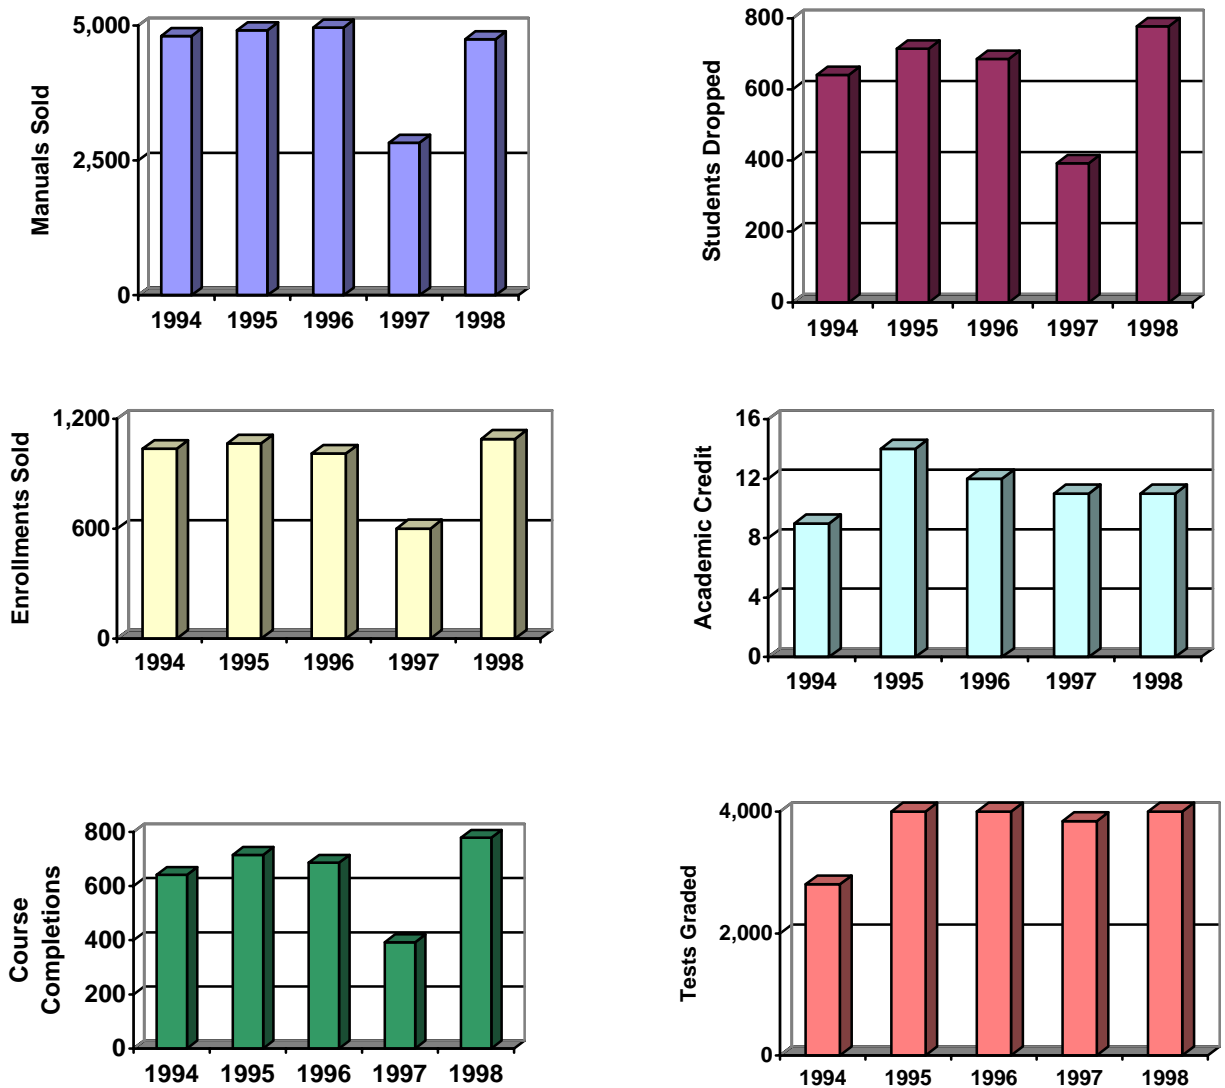 5,000
2,500
0
Manuals Sold
1994 1995 1996 1997 1998
800
600
400
200
0
Students Dropped
1994 1995 1996 1997 1998
1,200
600
0
Enrollments Sold
1994 1995 1996 1997 1998
16
12
8
4
0
Academic Credit
1994 1995 1996 1997 1998
800
600
400
200
0
Course
Completions
1994 1995 1996 1997 1998
4,000
2,000
0
Tests Graded
1994 1995 1996 1997 1998